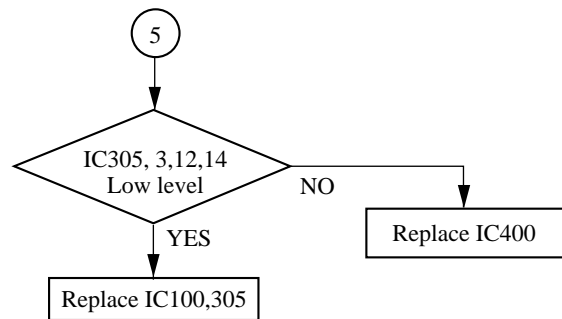 5
IC305, 3,12,14
Low level
NO
YES
Replace IC400
Replace IC100,305